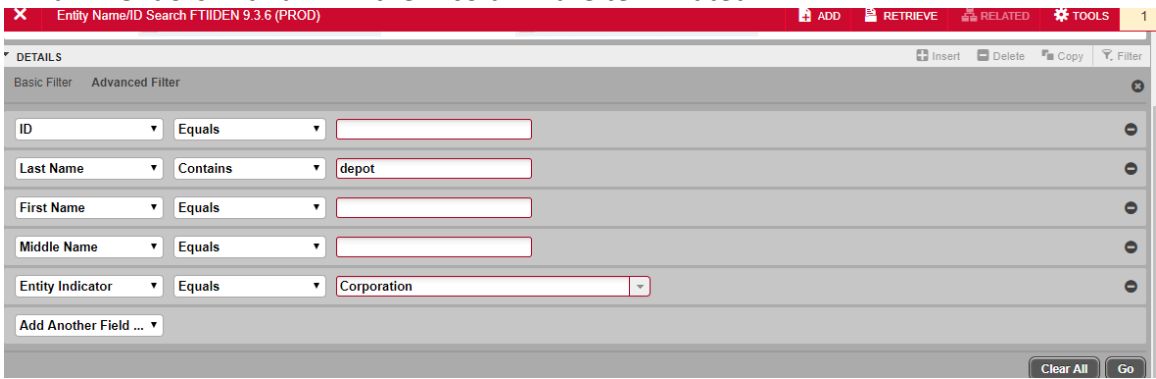 Entity Name/ID Search FTIIDEN 9.3.6 (PROD) ADD RETRIEVE RELATED TOOLS 1
DETAILS Insert Delete Copy Filter
Basic Filter Advanced Filter
ID Equals
Last Name Contains depot
First Name Equals
Middle Name Equals
Entity Indicator Equals Corporation
Add Another Field ...
Clear All Go